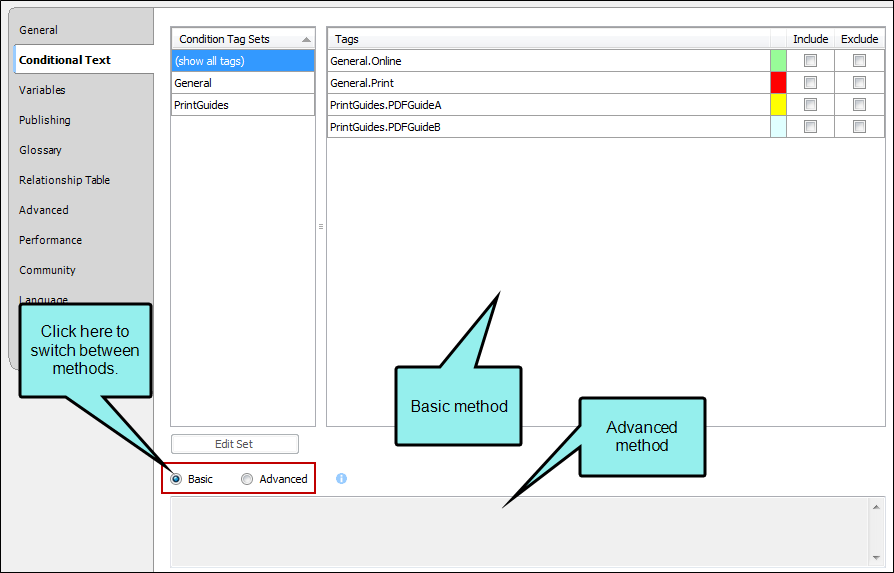 General
Conditional Text
Variables
Publishing
Glossary
Relationship Table
Advanced
Performance
Community
Language
Condition Tag Sets
(show all tags)
General
PrintGuides
Tags
Include
Exclude
General.Online
General.Print
PrintGuides.PDFGuideA
PrintGuides.PDFGuideB
Click here to
switch between
methods.
Basic method
Advanced
method
Edit Set
Basic
Advanced